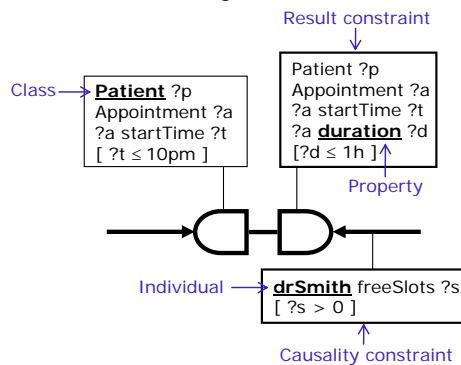 Result constraint
Class
Patient ?p
Appointment ?a
?a startTime ?t
[ ?t ≤ 10pm ]
Patient ?p
Appointment ?a
?a startTime ?t
?a duration ?d
[?d ≤ 1h ]
Property
Individual
drSmith freeSlots ?s
[ ?s > 0 ]
Causality constraint